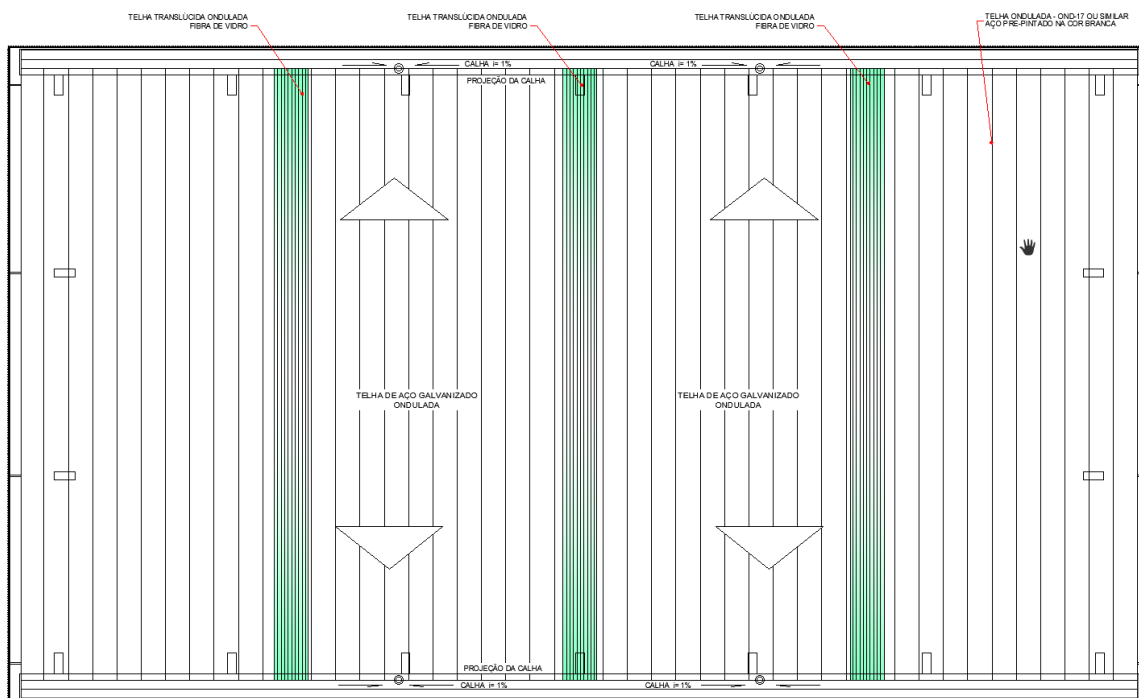 TELHA TRANSLÚCIDA ONDULADA
FIBRA DE VIDRO
TELHA TRANSLÚCIDA ONDULADA
FIBRA DE VIDRO
TELHA TRANSLÚCIDA ONDULADA
FIBRA DE VIDRO
TELHA ONDULADA - OND-17 OU SIMILAR
AÇO PRE-PINTADO NA COR BRANCA
CALHA i= 1%
CALHA i= 1%
PROJEÇÃO DA CALHA
TELHA DE AÇO GALVANIZADO
ONDULADA
TELHA DE AÇO GALVANIZADO
ONDULADA
PROJEÇÃO DA CALHA
CALHA i= 1%
CALHA i= 1%